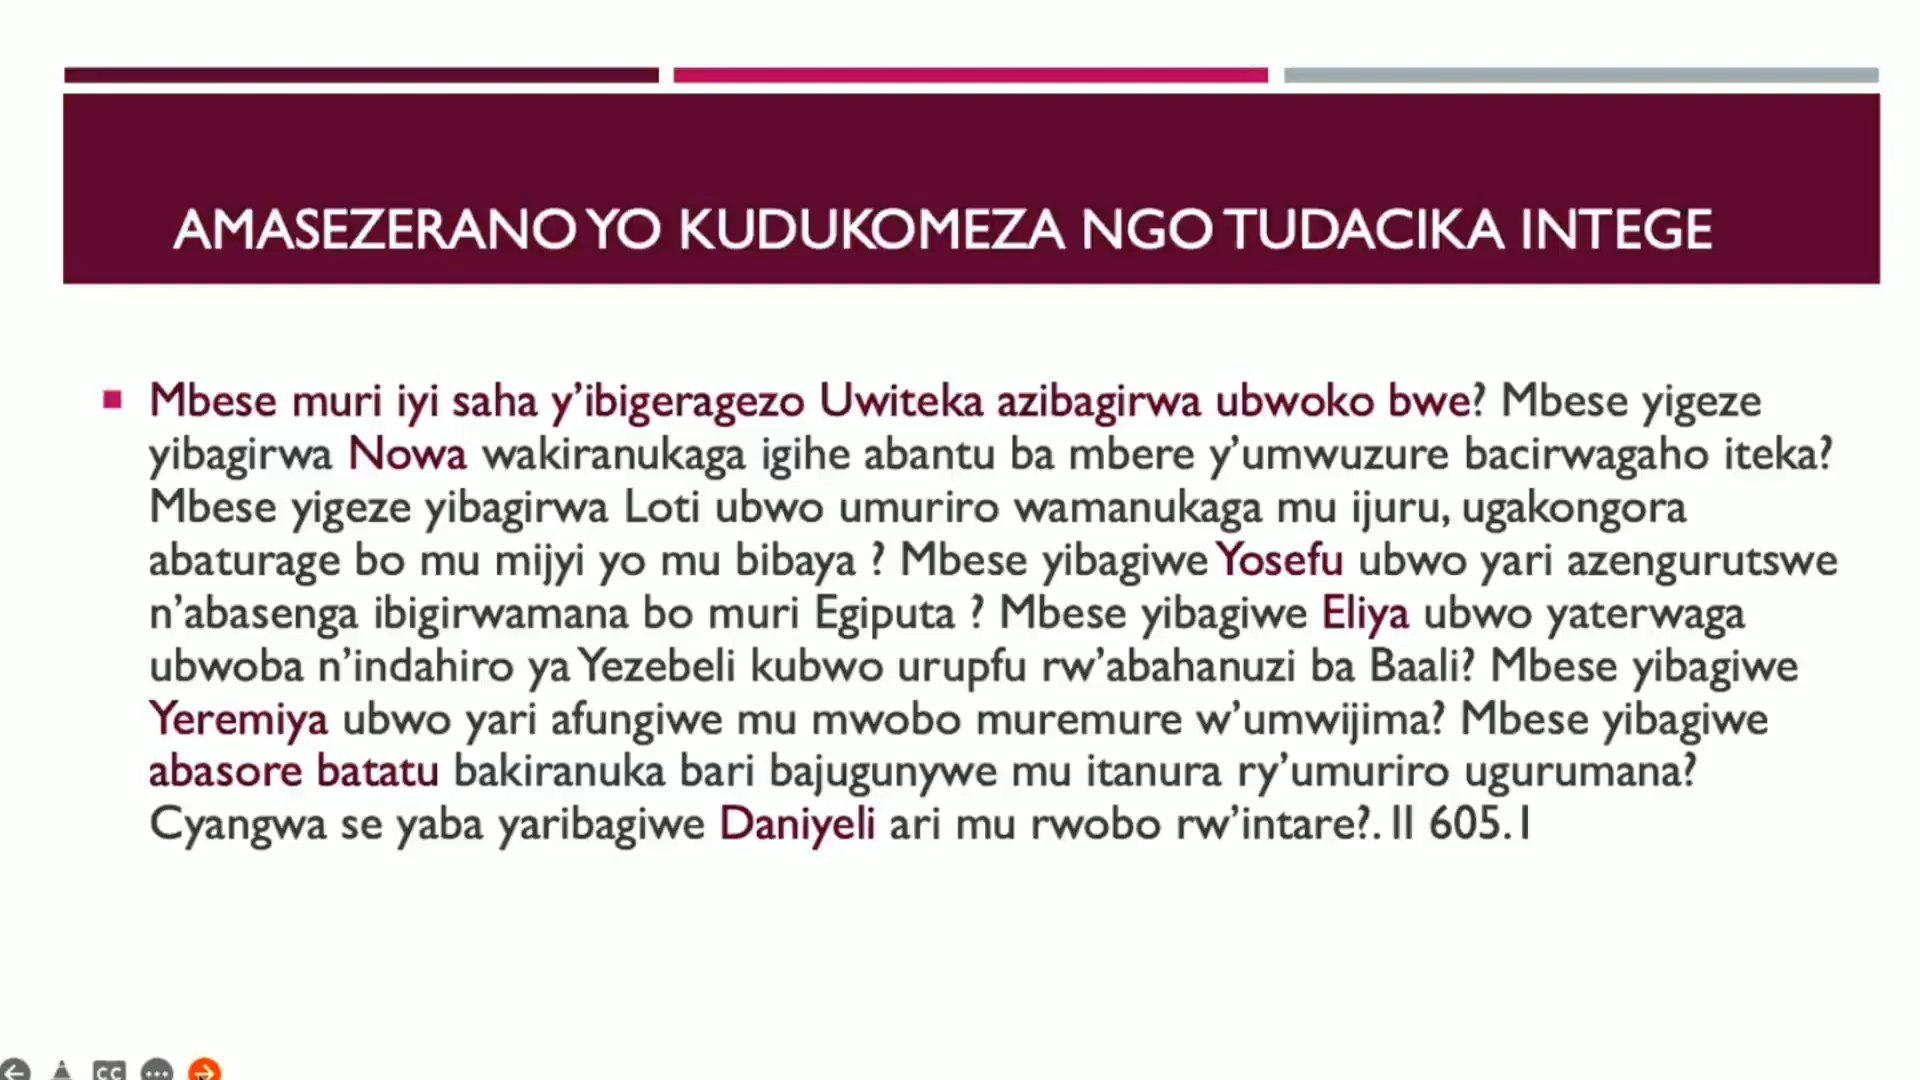 AMASEZERANO YO KUDUKOMEZA NGO TUDACIKA INTEGE
Mbese muri iyi saha y’ibigeragezo Uwiteka azibagirwa ubwoko bwe? Mbese yigeze
yibagirwa Nowa wakiranukaga igihe abantu ba mbere y’umwuzure bacirwagaho iteka?
Mbese yigeze yibagirwa Loti ubwo umuriro wamanukaga mu ijuru, ugakongora
abaturage bo mu mijyi yo mu bibaya ? Mbese yibagiwe Yosefu ubwo yari azengurutswe
n’abasenga ibigirwamana bo muri Egiputa ? Mbese yibagiwe Eliya ubwo yaterwaga
ubwoba n’indahiro ya Yezebeli kubwo urupfu rw’abahanuzi ba Baali? Mbese yibagiwe
Yeremiya ubwo yari afungiwe mu mwobo muremure w’umwijima? Mbese yibagiwe
abasore batatu bakiranuka bari bajugunywe mu itanura ry’umuriro ugurumana?
Cyangwa se yaba yaribagiwe Daniyeli ari mu rwobo rw’intare?. II 605.1
CC